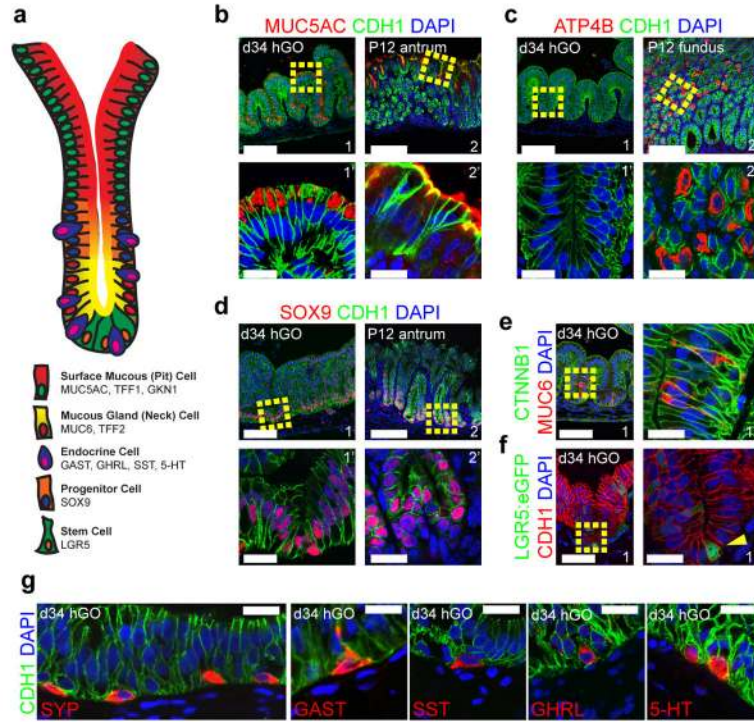 a
Surface Mucous (Pit) Cell
MUC5AC, TFF1, GKN1
Mucous Gland (Neck) Cell
MUC6, TFF2
Endocrine Cell
GAST, GHRL, SST, 5-HT
Progenitor Cell
SOX9
Stem Cell
LGR5
b
MUC5AC CDH1 DAPI
d34 hGO
P12 antrum
1
2
1'
2'
c
ATP4B CDH1 DAPI
d34 hGO
P12 fundus
1
2
1'
2'
d
SOX9 CDH1 DAPI
d34 hGO
P12 antrum
1
2
1'
2'
e
CTNNB1
MUC6 DAPI
d34 hGO
1
1'
f
LGR5:eGFP
CDH1 DAPI
d34 hGO
1
1
g
CDH1 DAPI
d34 hGO
SYP
d34 hGO
GAST
d34 hGO
SST
d34 hGO
GHRL
d34 hGO
5-HT